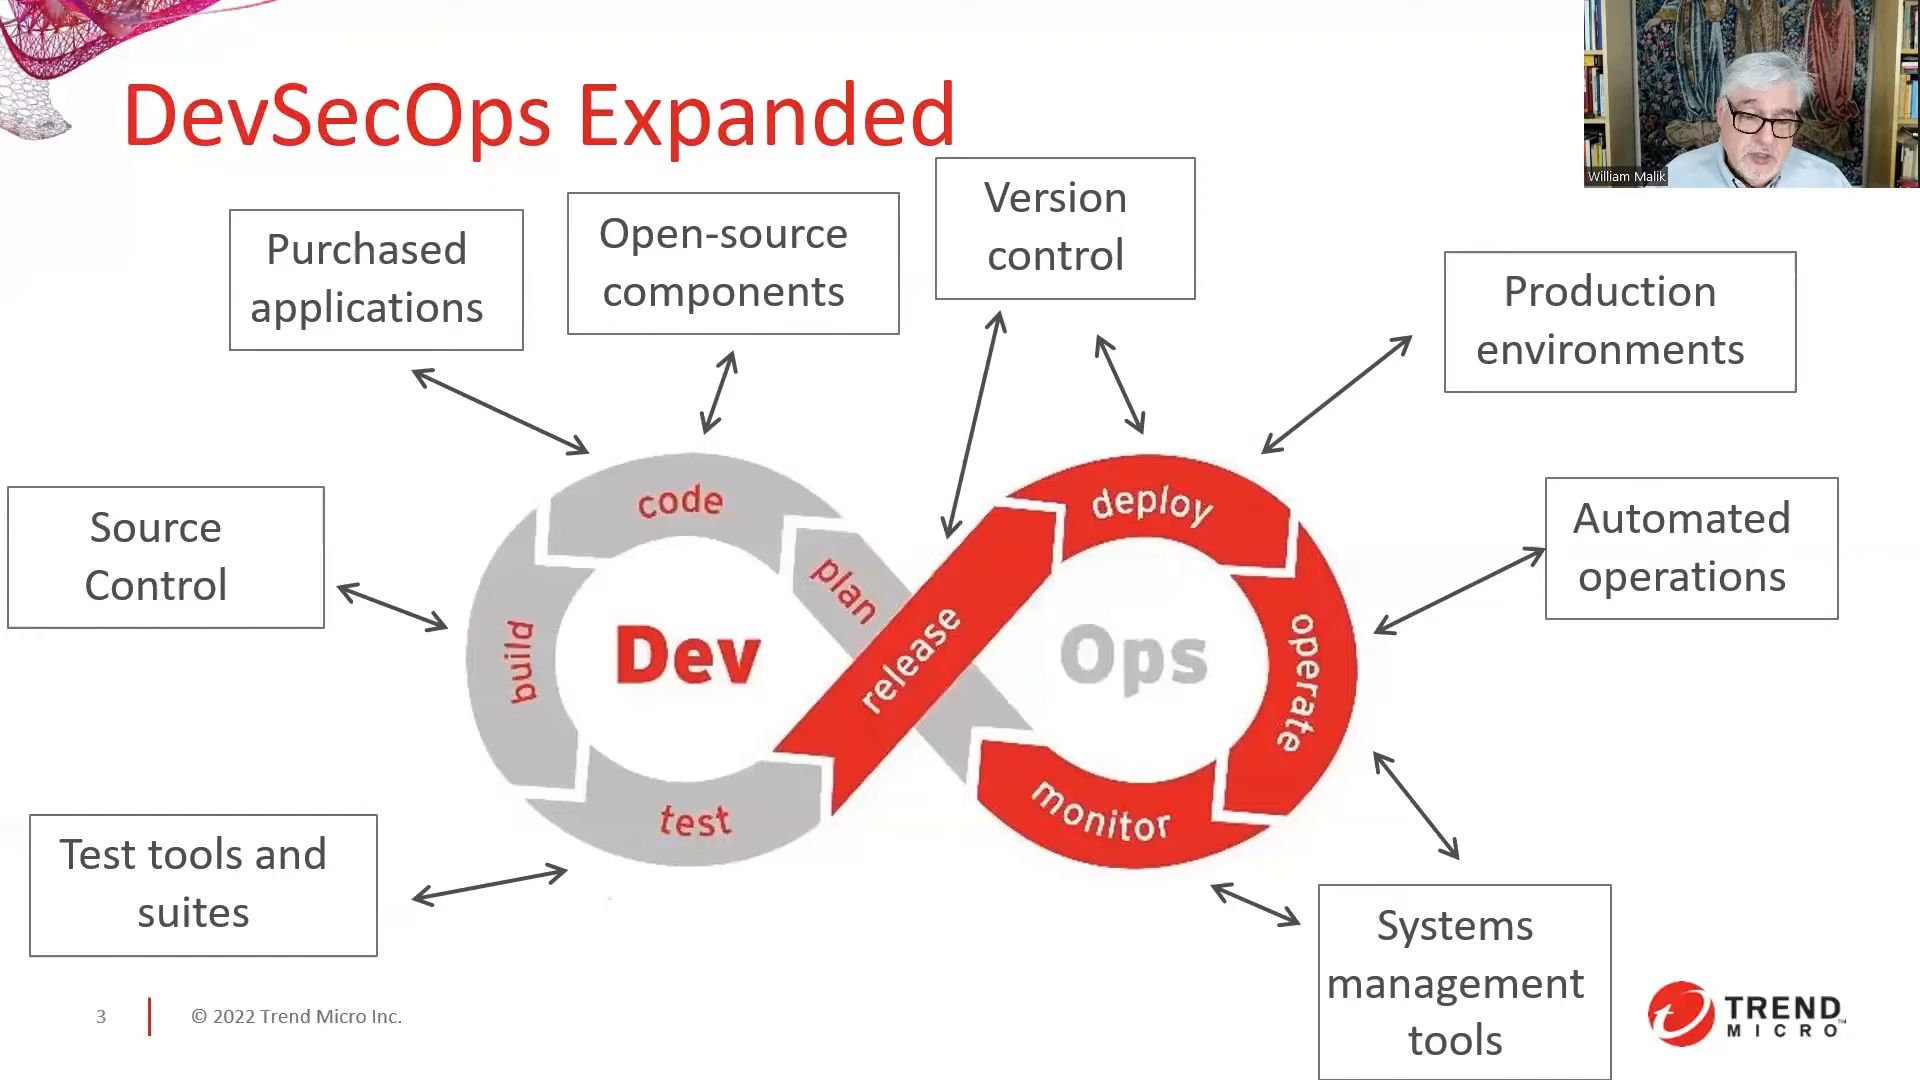 DevSecOps Expanded
William Malik
Purchased
applications
Open-source
components
Version
control
Production
environments
Source
Control
Automated
operations
Test tools and
suites
Systems
management
tools
code
plan
build
test
Dev
release
deploy
operate
monitor
Ops
3
© 2022 Trend Micro Inc.
TREND
MICRO™